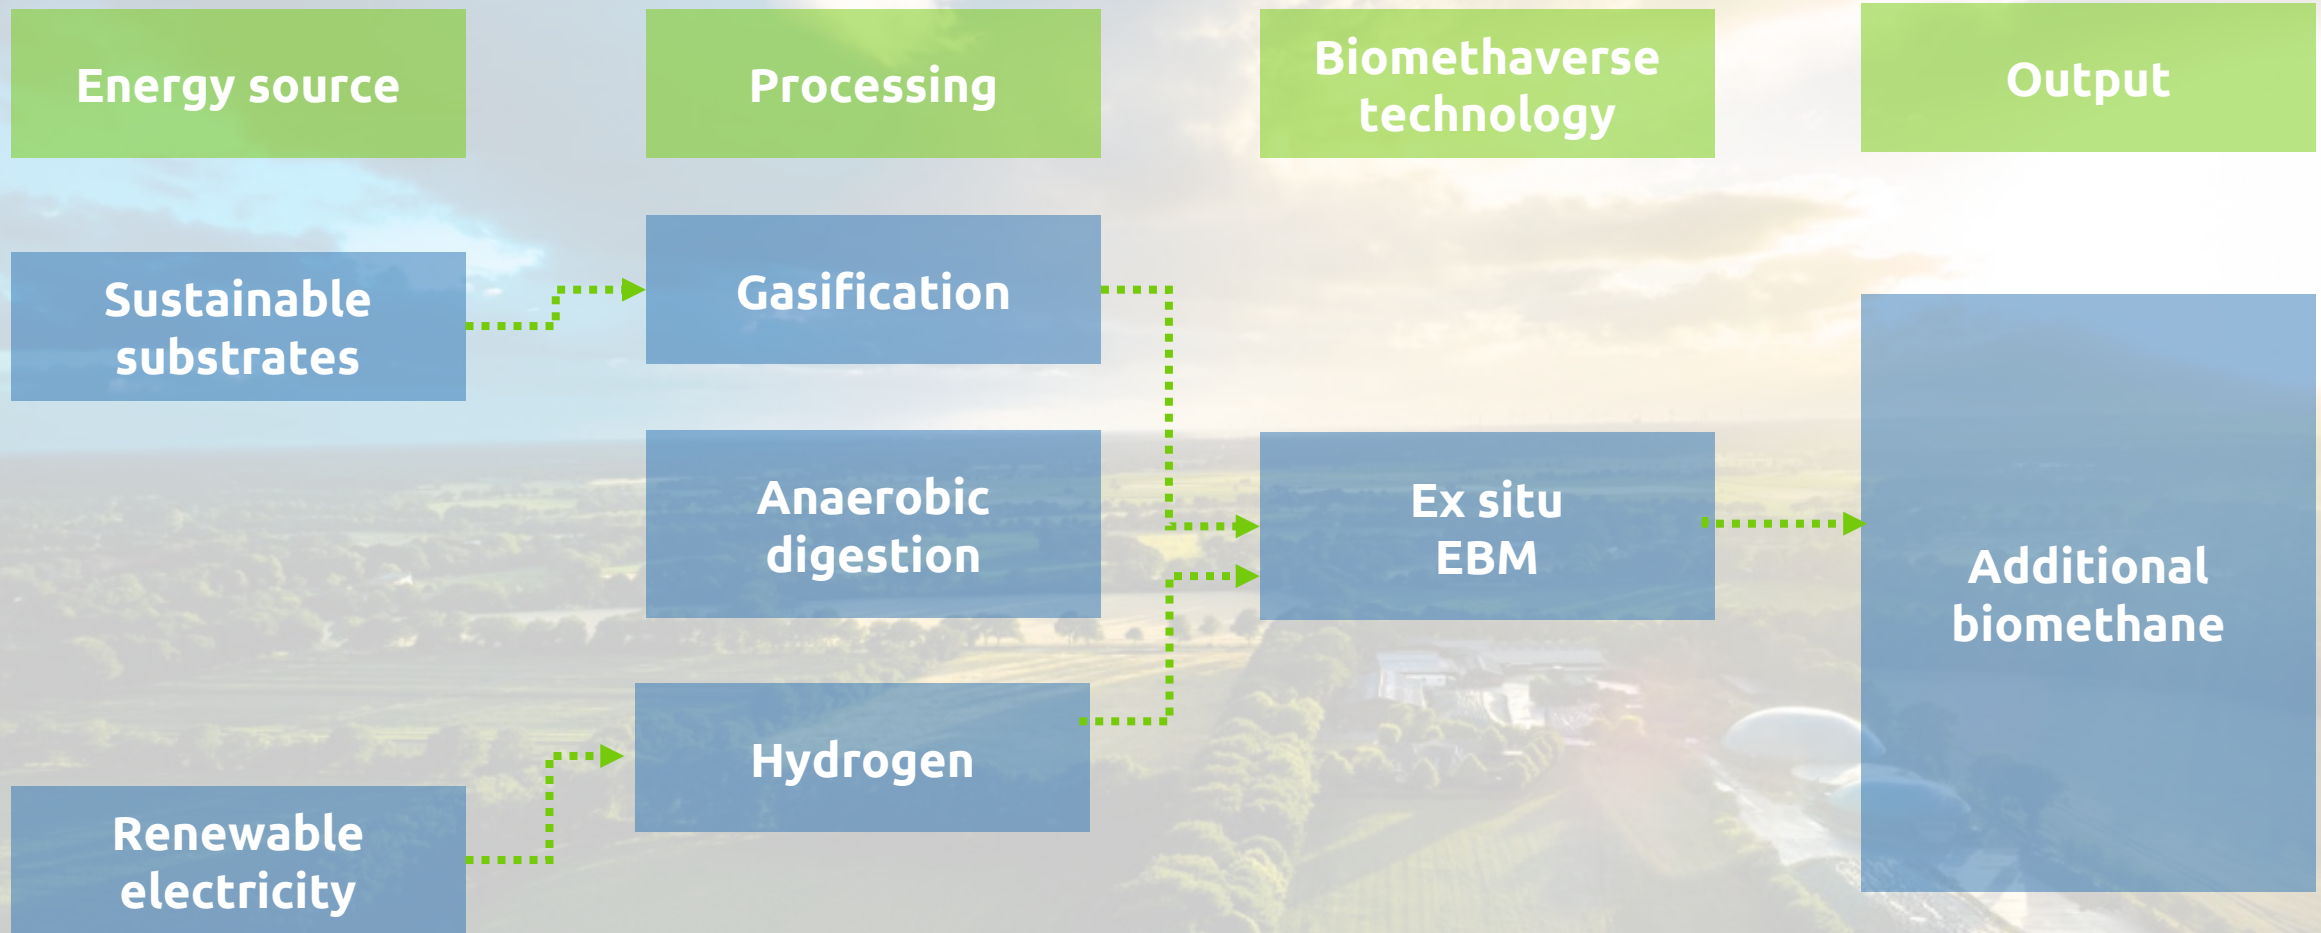 Energy source
Processing
Biomethaverse
technology
Output
Sustainable
substrates
Gasification
Anaerobic
digestion
Ex situ
EBM
Additional
biomethane
Hydrogen
Renewable
electricity